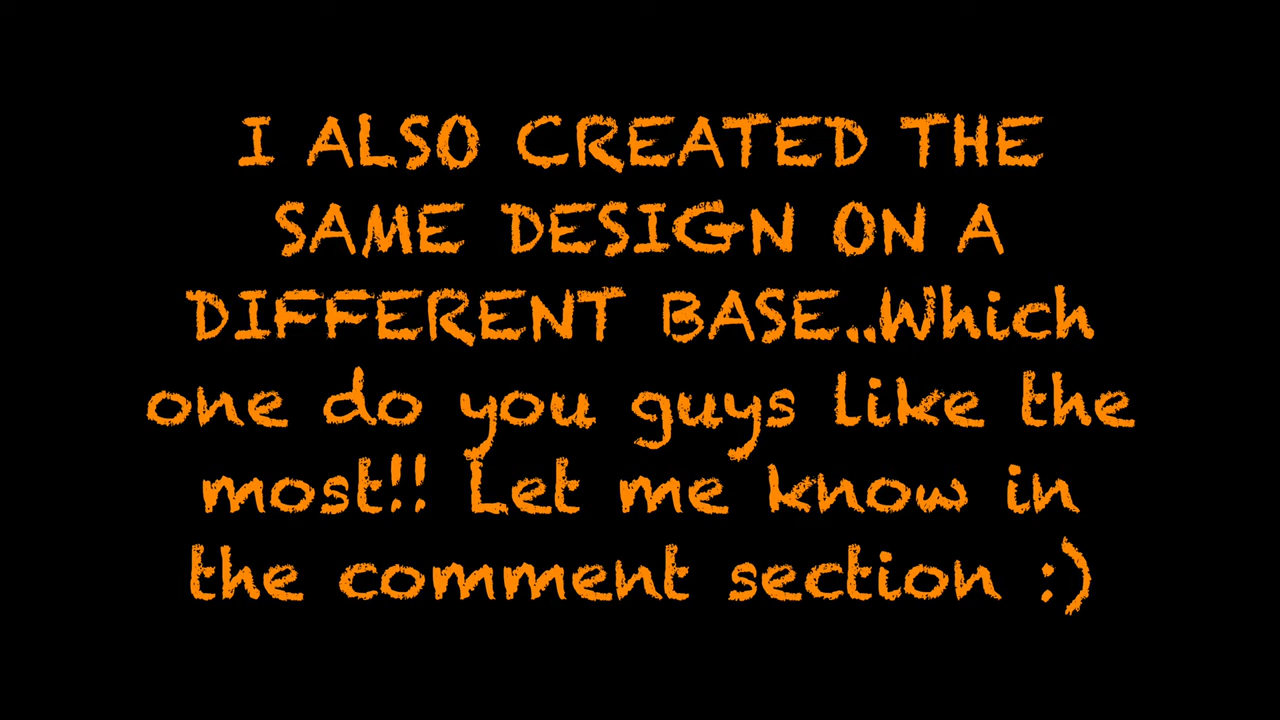 I ALSO CREATED THE
SAME DESIGN ON A
DIFFERENT BASE..Which
one do you guys like the
most!! Let me know in
the comment section :)